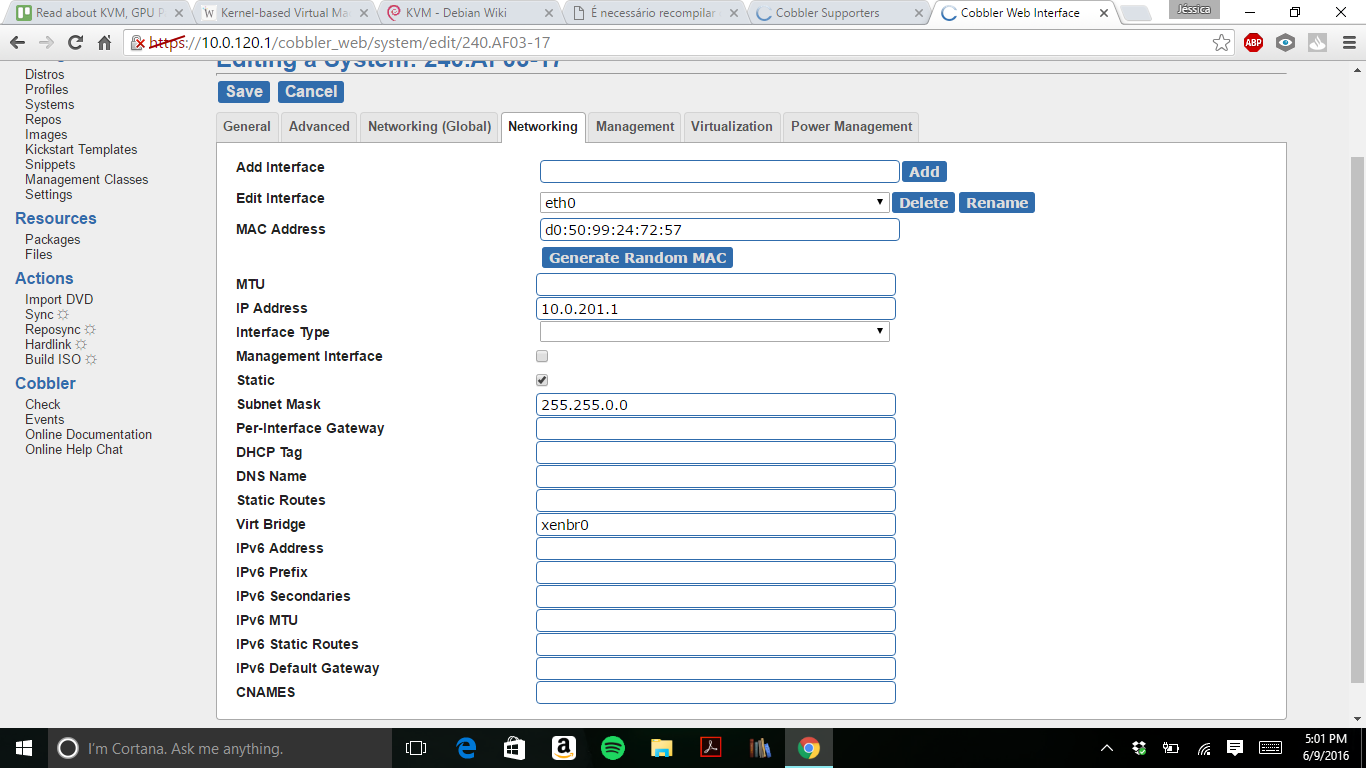 Read about KVM, GPU P
Kernel-based Virtual Ma
KVM - Debian Wiki
É necessário recompilar
Cobbler Supporters
Cobbler Web Interface
Jéssica
https://10.0.120.1/cobbler_web/system/edit/240.AF03-17
ABP
Editing a System: 240.AF03-17
Distros
Profiles
Systems
Repos
Images
Kickstart Templates
Snippets
Management Classes
Settings
Resources
Packages
Files
Actions
Import DVD
Sync
Reposync
Hardlink
Build ISO
Cobbler
Check
Events
Online Documentation
Online Help Chat
Save Cancel
General Advanced Networking (Global) Networking Management Virtualization Power Management
Add Interface Add
Edit Interface eth0 Delete Rename
MAC Address d0:50:99:24:72:57
Generate Random MAC
MTU
IP Address 10.0.201.1
Interface Type
Management Interface
Static
Subnet Mask 255.255.0.0
Per-Interface Gateway
DHCP Tag
DNS Name
Static Routes
Virt Bridge xenbr0
IPv6 Address
IPv6 Prefix
IPv6 Secondaries
IPv6 MTU
IPv6 Static Routes
IPv6 Default Gateway
CNAMES
I'm Cortana. Ask me anything.
5:01 PM
6/9/2016